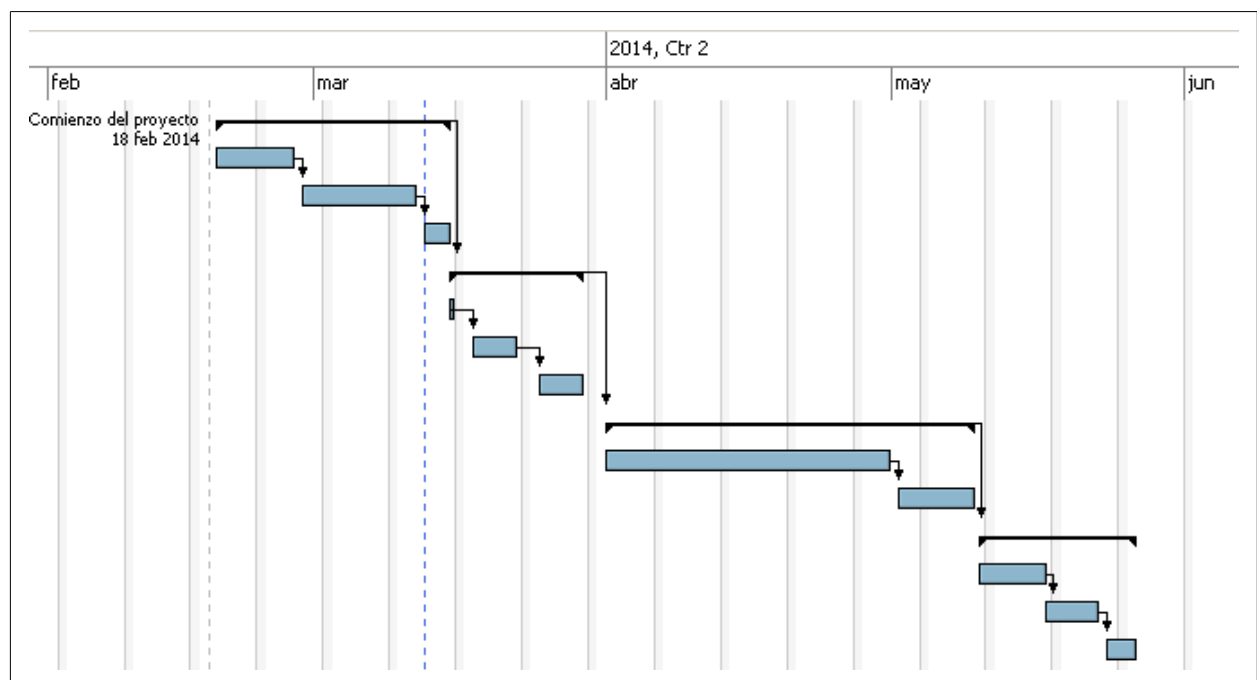 2014, Ctr 2
feb
mar
abr
may
jun
Comienzo del proyecto
18 feb 2014